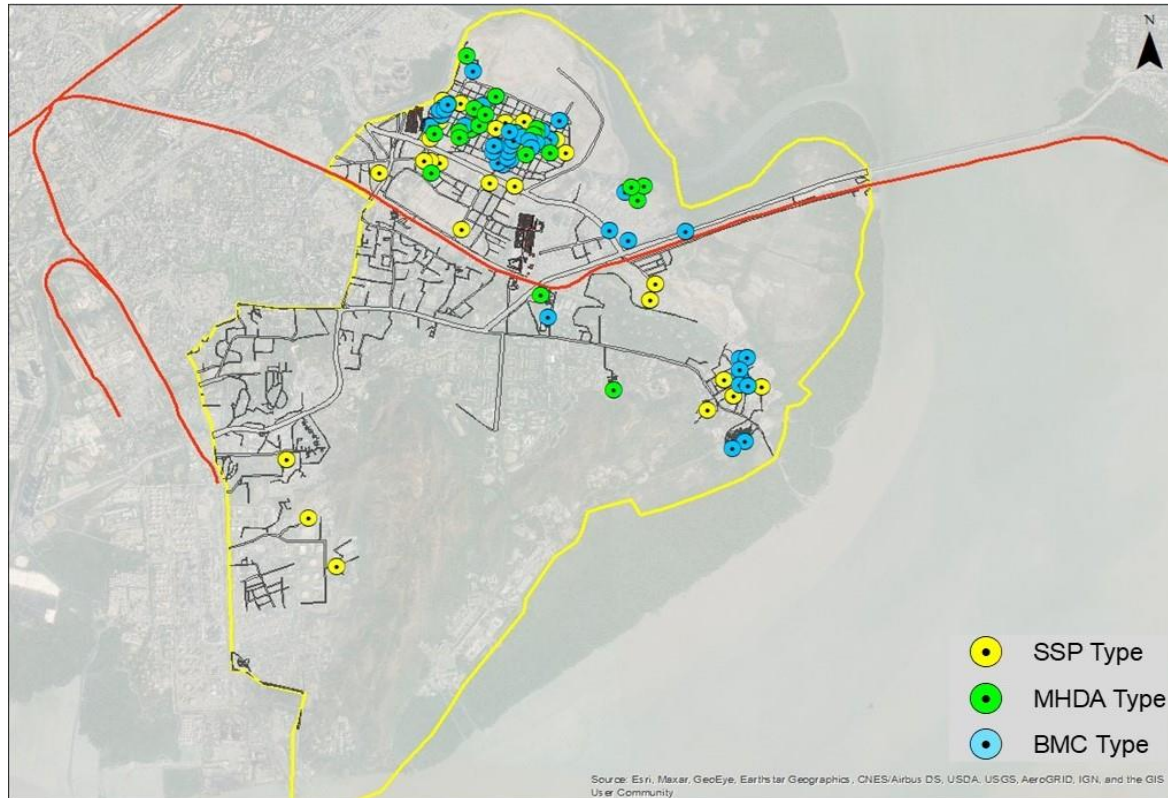 N
SSP Type
MHDA Type
BMC Type
Source: Esri, Maxar, GeoEye, Earthstar Geographics, CNES/Airbus DS, USDA, USGS, AeroGRID, IGN, and the GIS
User Community